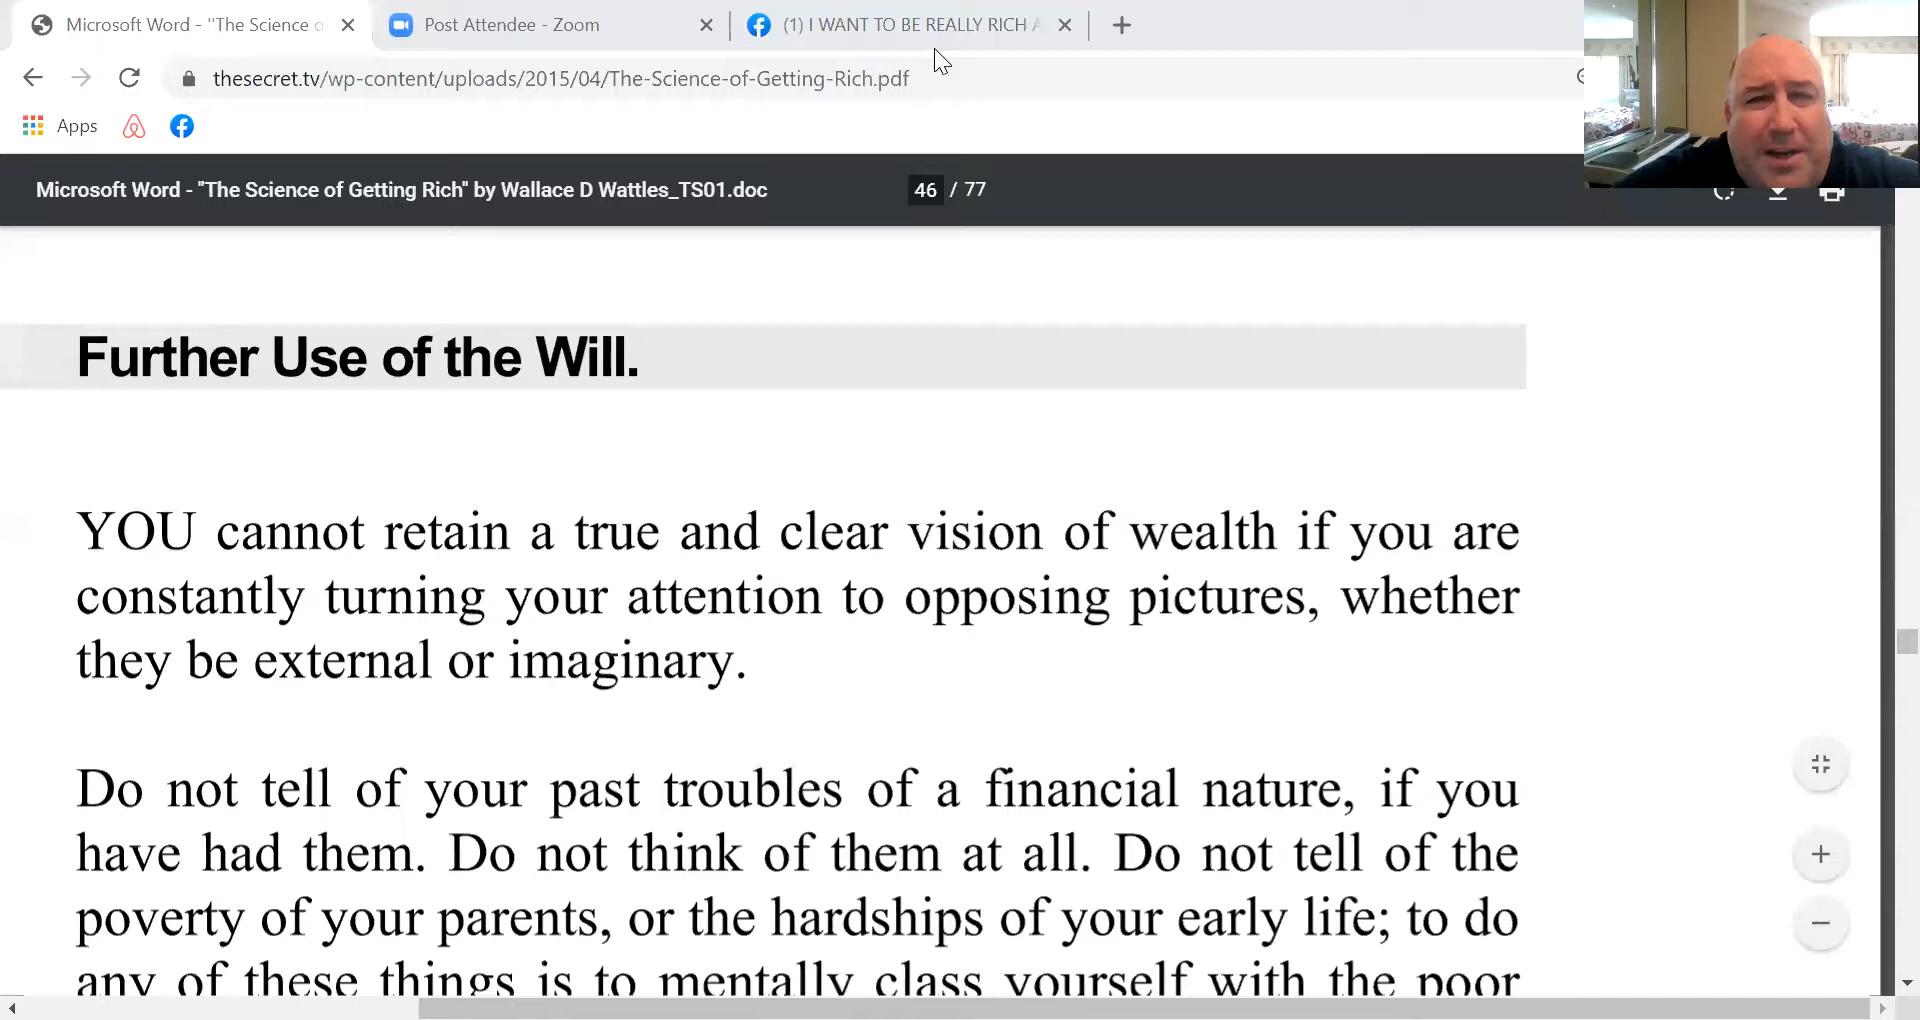 Microsoft Word - "The Science o
Post Attendee - Zoom
(1) I WANT TO BE REALLY RICH A
thesecret.tv/wp-content/uploads/2015/04/The-Science-of-Getting-Rich.pdf
Apps
Microsoft Word - "The Science of Getting Rich" by Wallace D Wattles_TS01.doc
46 / 77
Further Use of the Will.
YOU cannot retain a true and clear vision of wealth if you are
constantly turning your attention to opposing pictures, whether
they be external or imaginary.
Do not tell of your past troubles of a financial nature, if you
have had them. Do not think of them at all. Do not tell of the
poverty of your parents, or the hardships of your early life; to do
any of these things is to mentally class yourself with the poor